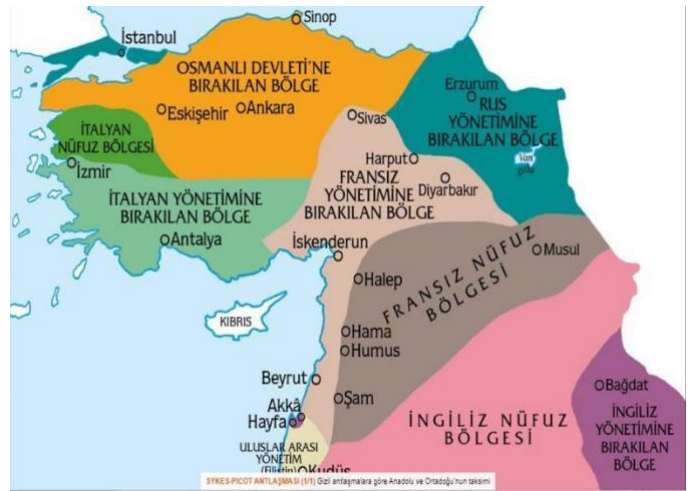 Sinop
İstanbul
OSMANLI DEVLETİ'NE
BIRAKILAN BÖLGE
Eskişehir
Ankara
Erzurum
RUS
YÖNETİMİNE
BIRAKILAN BÖLGE
Van
gölü
Sivas
İTALYAN
NÜFUZ BÖLGESİ
İzmir
Harput
FRANSIZ
YÖNETİMİNE
BIRAKILAN BÖLGE
Diyarbakır
İTALYAN YÖNETİMİNE
BIRAKILAN BÖLGE
Antalya
İskenderun
Musul
Halep
FRANSIZ NÜFUZ
BÖLGESİ
KIBRIS
Hama
Humus
Beyrut
Şam
Akkâ
Hayfa
Bağdat
İNGİLİZ NÜFUZ
BÖLGESİ
İNGİLİZ
YÖNETİMİNE
BIRAKILAN
BÖLGE
ULUSLAR ARASI
YÖNETİM
(Filistin)
Kudüs
SYKES-PICOT ANTLAŞMASI (1/1) Gizli antlaşmalara göre Anadolu ve Ortadoğu'nun taksimi